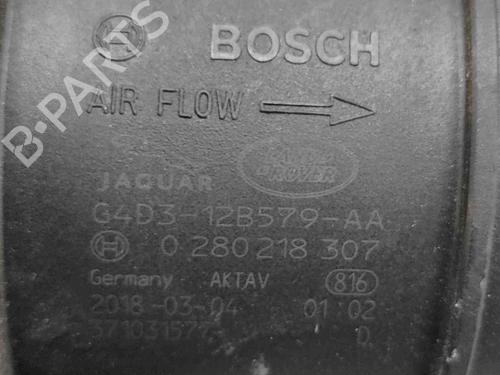 BOSCH
AIR FLOW
B-PARTS
LAND ROVER
JAGUAR
G4D3-12B579-AA
0 280 218 307
Germany AKTAV 816
2018-03-04 01:02
D